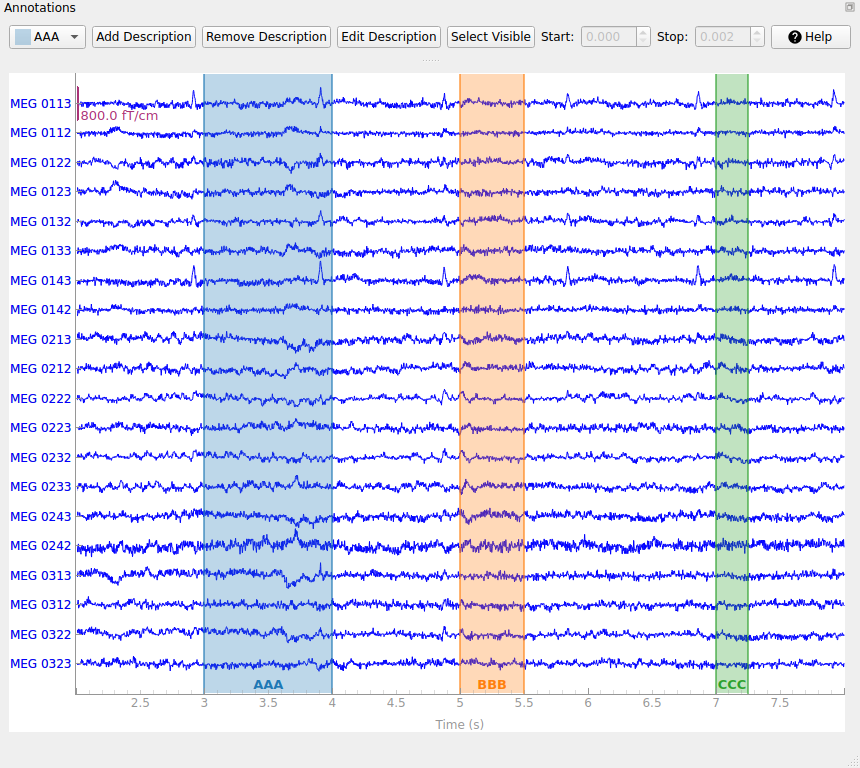 Annotations
AAA Add Description Remove Description Edit Description Select Visible Start: 0.000 Stop: 0.002 Help
MEG 0113
800.0 fT/cm
MEG 0112
MEG 0122
MEG 0123
MEG 0132
MEG 0133
MEG 0143
MEG 0142
MEG 0213
MEG 0212
MEG 0222
MEG 0223
MEG 0232
MEG 0233
MEG 0243
MEG 0242
MEG 0313
MEG 0312
MEG 0322
MEG 0323
AAA BBB CCC
2.5 3 3.5 4 4.5 5 5.5 6 6.5 7 7.5
Time (s)